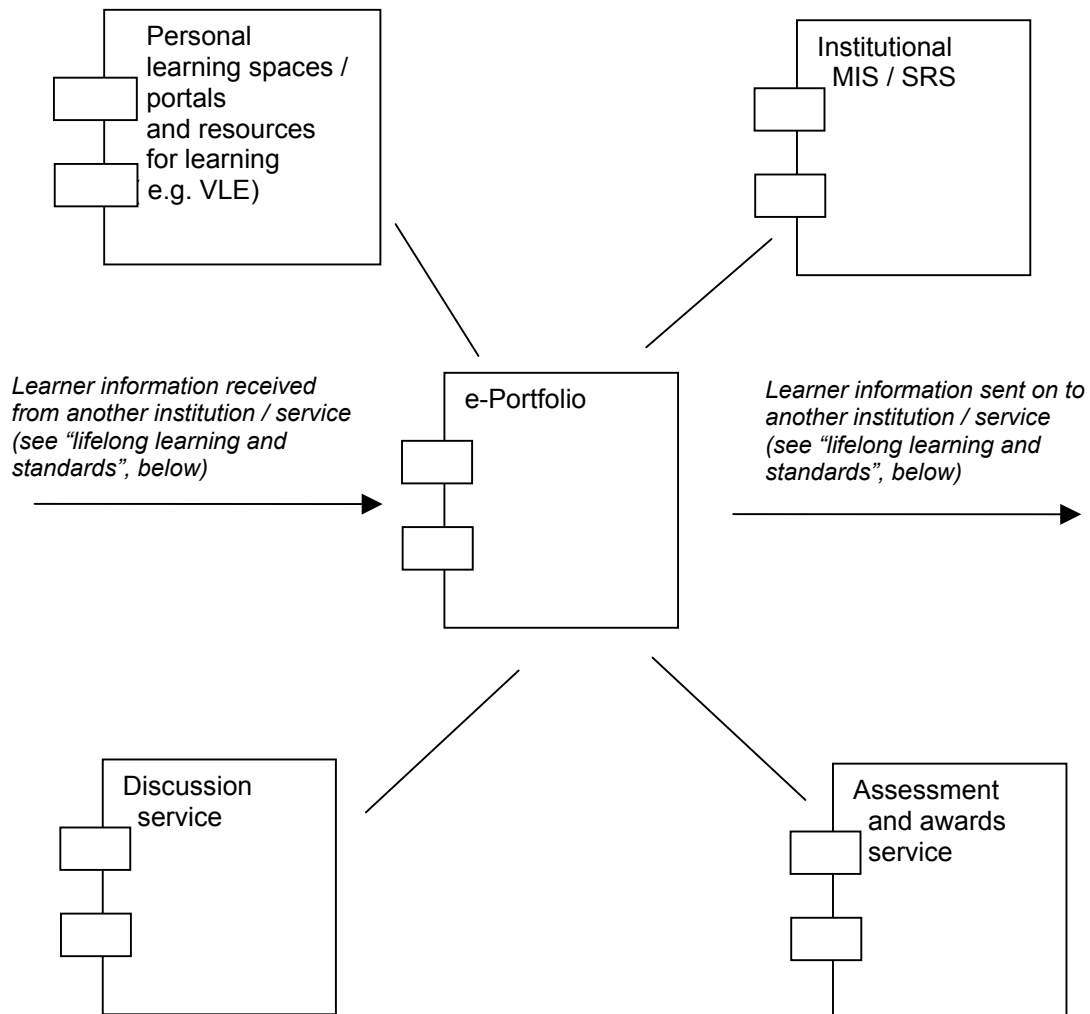 Personal
learning spaces /
portals
and resources
for learning
(e.g. VLE)
Institutional
MIS / SRS
Learner information received
from another institution / service
(see “lifelong learning and
standards”, below)
e-Portfolio
Learner information sent on to
another institution / service
(see “lifelong learning and
standards”, below)
Discussion
service
Assessment
and awards
service